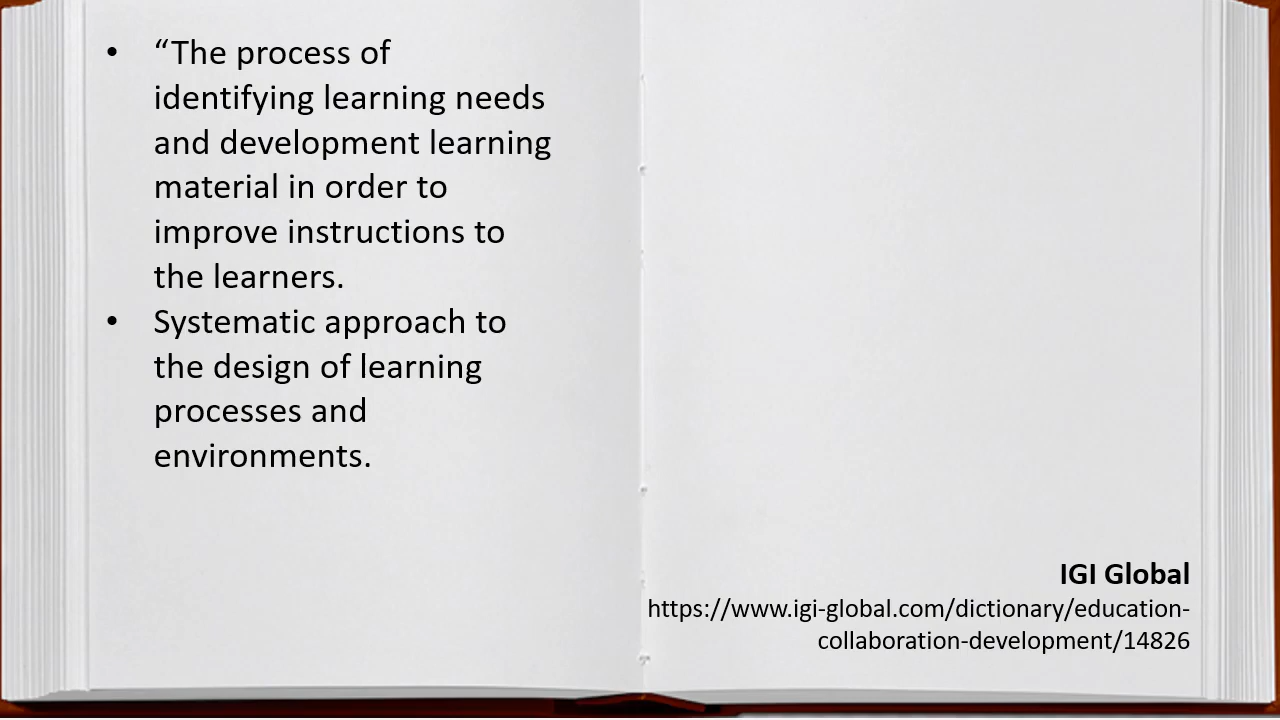 • “The process of
identifying learning needs
and development learning
material in order to
improve instructions to
the learners.
• Systematic approach to
the design of learning
processes and
environments.
IGI Global
https://www.igi-global.com/dictionary/education-
collaboration-development/14826